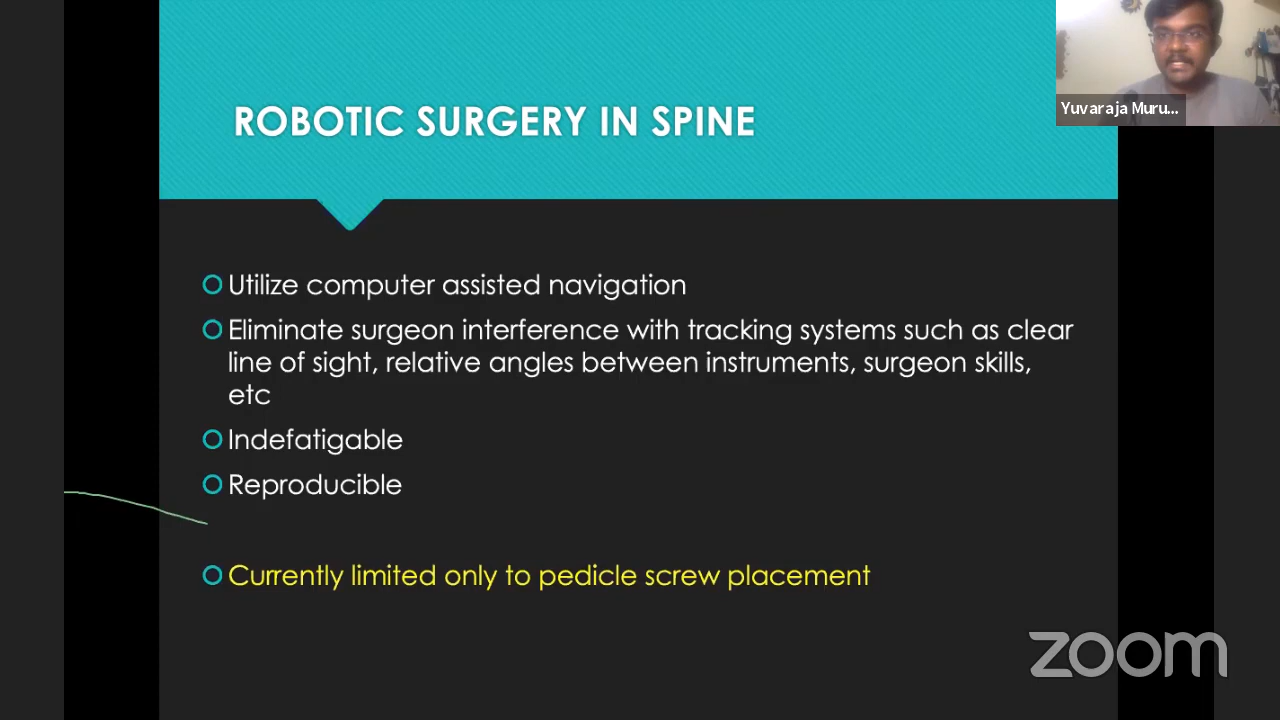 ROBOTIC SURGERY IN SPINE
Yuvaraja Muru...
Utilize computer assisted navigation
Eliminate surgeon interference with tracking systems such as clear
line of sight, relative angles between instruments, surgeon skills,
etc
Indefatigable
Reproducible
Currently limited only to pedicle screw placement
zoom